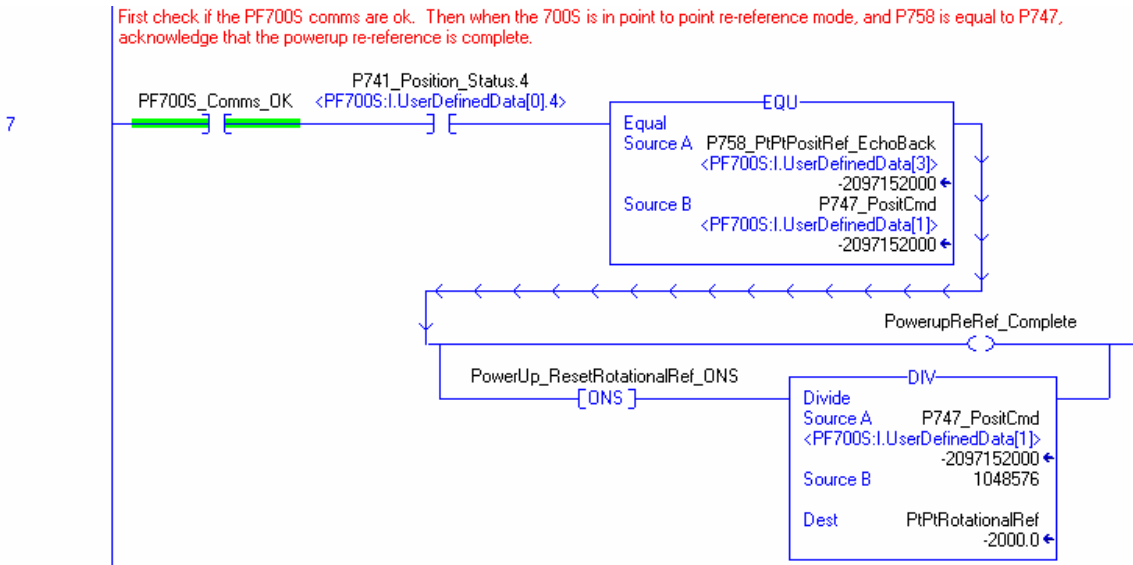 First check if the PF700S comms are ok. Then when the 700S is in point to point re-reference mode, and P758 is equal to P747,
acknowledge that the powerup re-reference is complete.
P741_Position_Status.4
PF700S_Comms_OK <PF700S:I.UserDefinedData[0].4>
7
EQU
Equal
Source A P758_PtPtPositRef_EchoBack
<PF700S:I.UserDefinedData[3]>
-2097152000
Source B P747_PositCmd
<PF700S:I.UserDefinedData[1]>
-2097152000
PowerupReRef_Complete
PowerUp_ResetRotationalRef_ONS
ONS
DIV
Divide
Source A P747_PositCmd
<PF700S:I.UserDefinedData[1]>
-2097152000
Source B 1048576
Dest PtPtRotationalRef
-2000.0